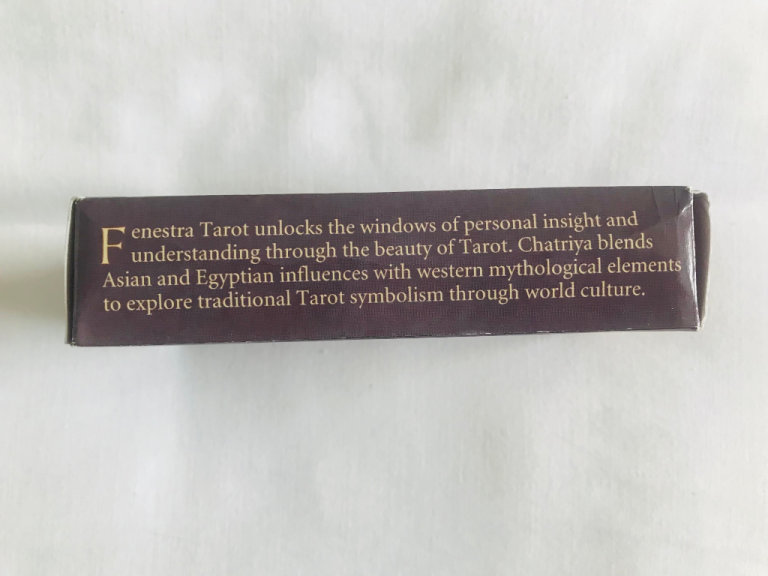 Fenestra Tarot unlocks the windows of personal insight and
understanding through the beauty of Tarot. Chatriya blends
Asian and Egyptian influences with western mythological elements
to explore traditional Tarot symbolism through world culture.